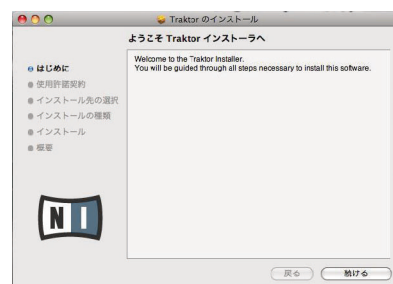 Traktor のインストール
ようこそ Traktor インストーラへ
はじめに
使用許諾契約
インストール先の選択
インストールの種類
インストール
概要
Welcome to the Traktor Installer.
You will be guided through all steps necessary to install this software.
NI
戻る
続ける